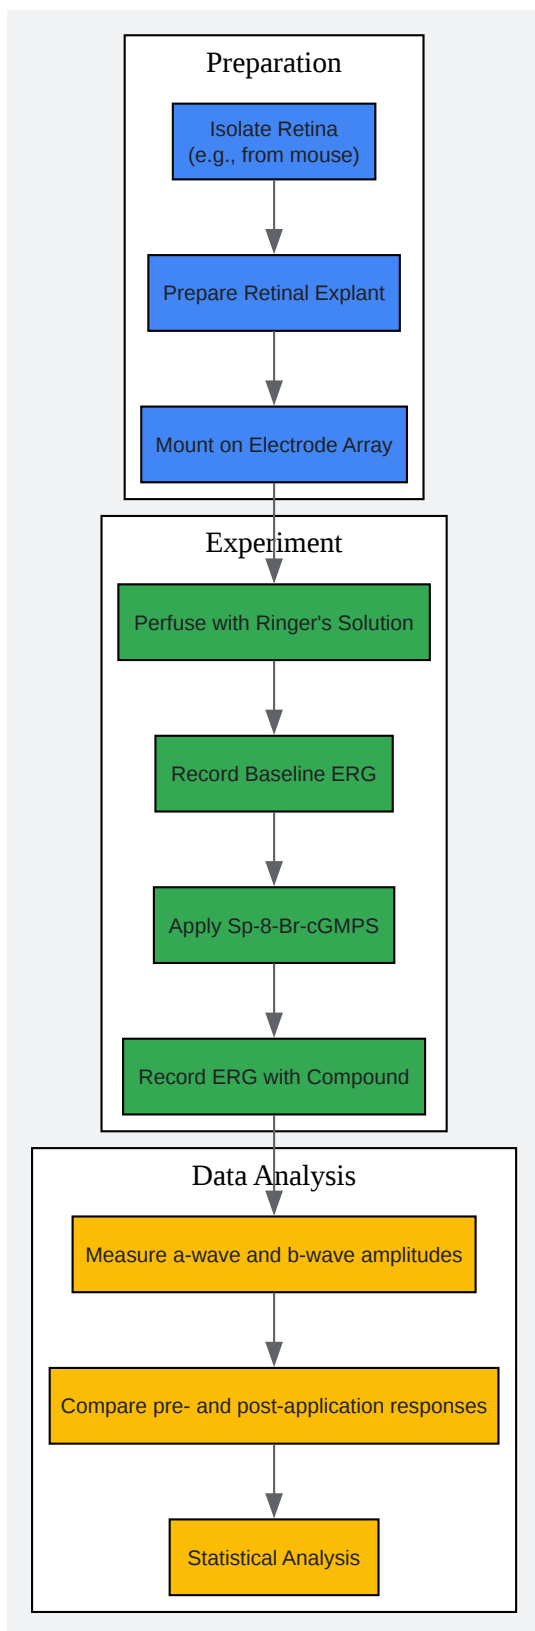 Preparation
Isolate Retina
(e.g., from mouse)
Prepare Retinal Explant
Mount on Electrode Array
Experiment
Perfuse with Ringer's Solution
Record Baseline ERG
Apply Sp-8-Br-cGMPS
Record ERG with Compound
Data Analysis
Measure a-wave and b-wave amplitudes
Compare pre- and post-application responses
Statistical Analysis